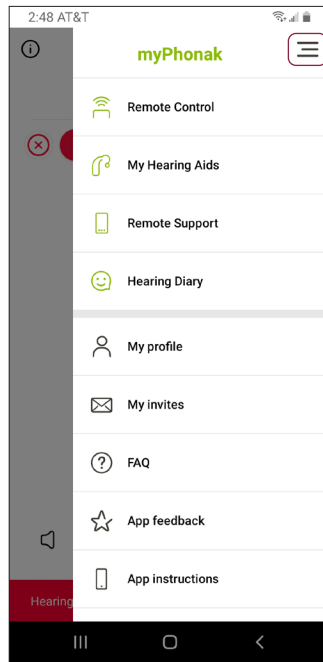 2:48 AT&T
myPhonak
Remote Control
My Hearing Aids
Remote Support
Hearing Diary
My profile
My invites
FAQ
App feedback
App instructions
Hearing